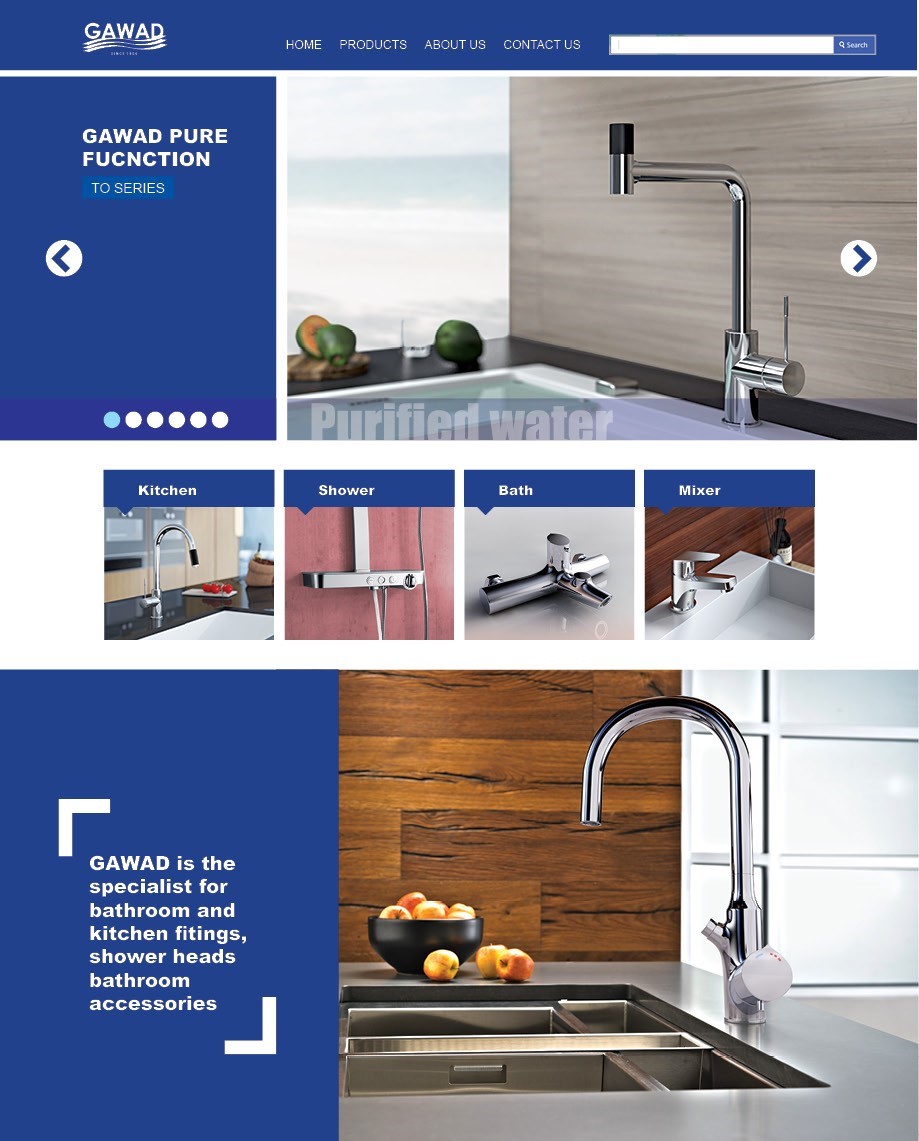 GAWAD
SINCE 1936
HOME PRODUCTS ABOUT US CONTACT US
Search
GAWAD PURE
FUCNCTION
TO SERIES
Purified water
Kitchen
Shower
Bath
Mixer
GAWAD is the
specialist for
bathroom and
kitchen fitings,
shower heads
bathroom
accessories